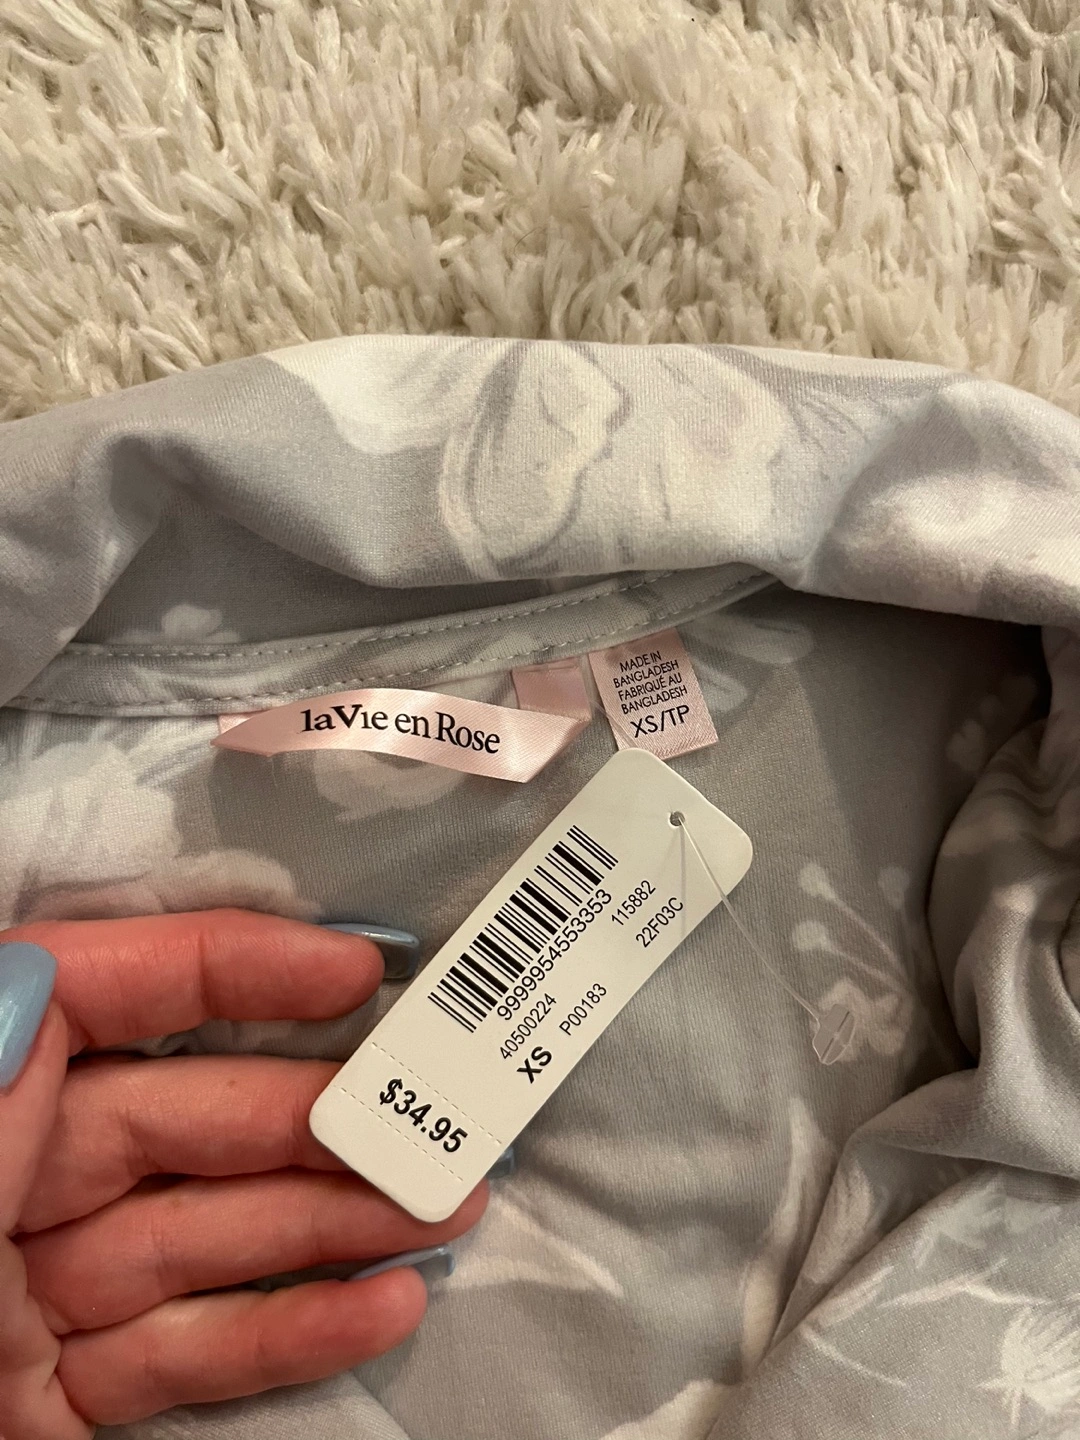 laVie en Rose
MADE IN
BANGLADESH
FABRIQUÉ AU
BANGLADESH
XS/TP
9999954553353
115882
22F03C
40500224
P00183
XS
$34.95